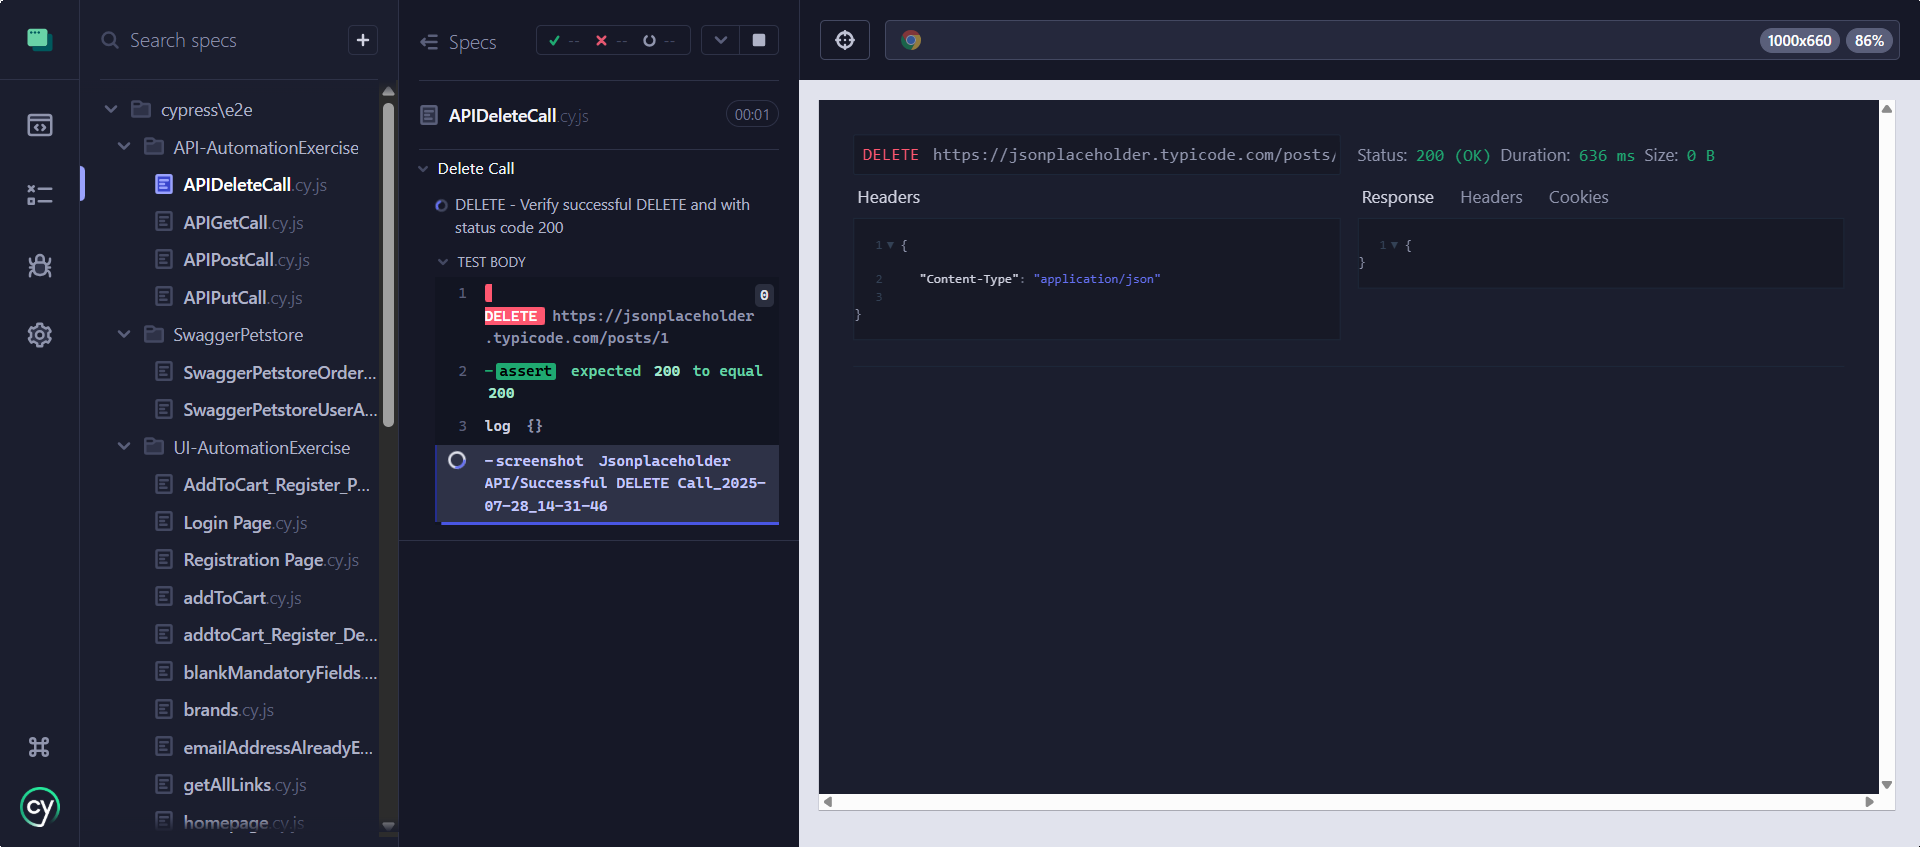 Search specs
cypress\e2e
API-AutomationExercise
APIDeleteCall.cy.js
APIGetCall.cy.js
APIPostCall.cy.js
APIPutCall.cy.js
SwaggerPetstore
SwaggerPetstoreOrder...
SwaggerPetstoreUserA...
UI-AutomationExercise
AddToCart_Register_P...
Login Page.cy.js
Registration Page.cy.js
addToCart.cy.js
addtoCart_Register_De...
blankMandatoryFields....
brands.cy.js
emailAddressAlreadyE...
getAllLinks.cy.js
homepage.cy.js
cy
Specs
-- -- --
APIDeleteCall.cy.js
00:01
Delete Call
DELETE - Verify successful DELETE and with
status code 200
TEST BODY
1
0
DELETE https://jsonplaceholder
.typicode.com/posts/1
2 -assert expected 200 to equal
200
3 log {}
-screenshot Jsonplaceholder
API/Successful DELETE Call_2025-
07-28_14-31-46
1000x660 86%
DELETE https://jsonplaceholder.typicode.com/posts/
Status: 200 (OK) Duration: 636 ms Size: 0 B
Headers
1 {
2 "Content-Type": "application/json"
3
}
Response Headers Cookies
1 {
}